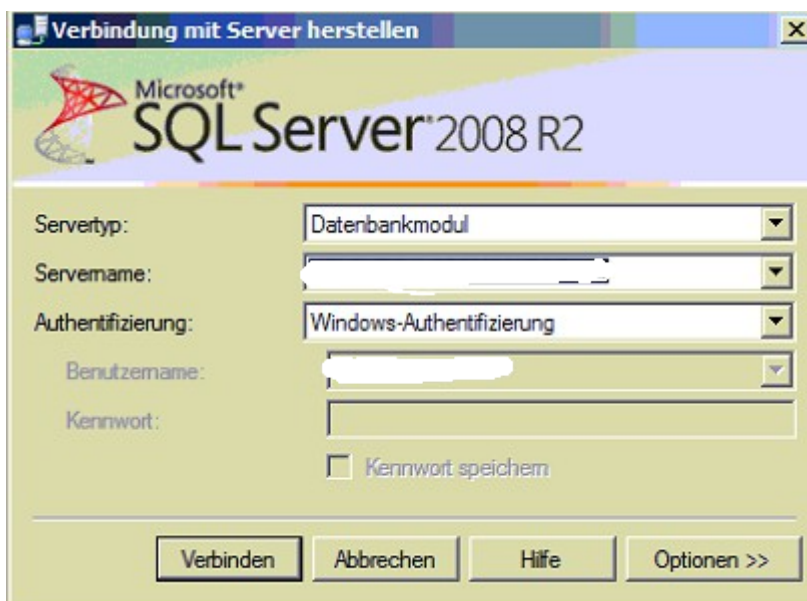 Verbindung mit Server herstellen
Microsoft®
SQL Server® 2008 R2
Servertyp: Datenbankmodul
Servername:
Authentifizierung: Windows-Authentifizierung
Benutzername:
Kennwort:
Kennwort speichern
Verbinden Abbrechen Hilfe Optionen >>